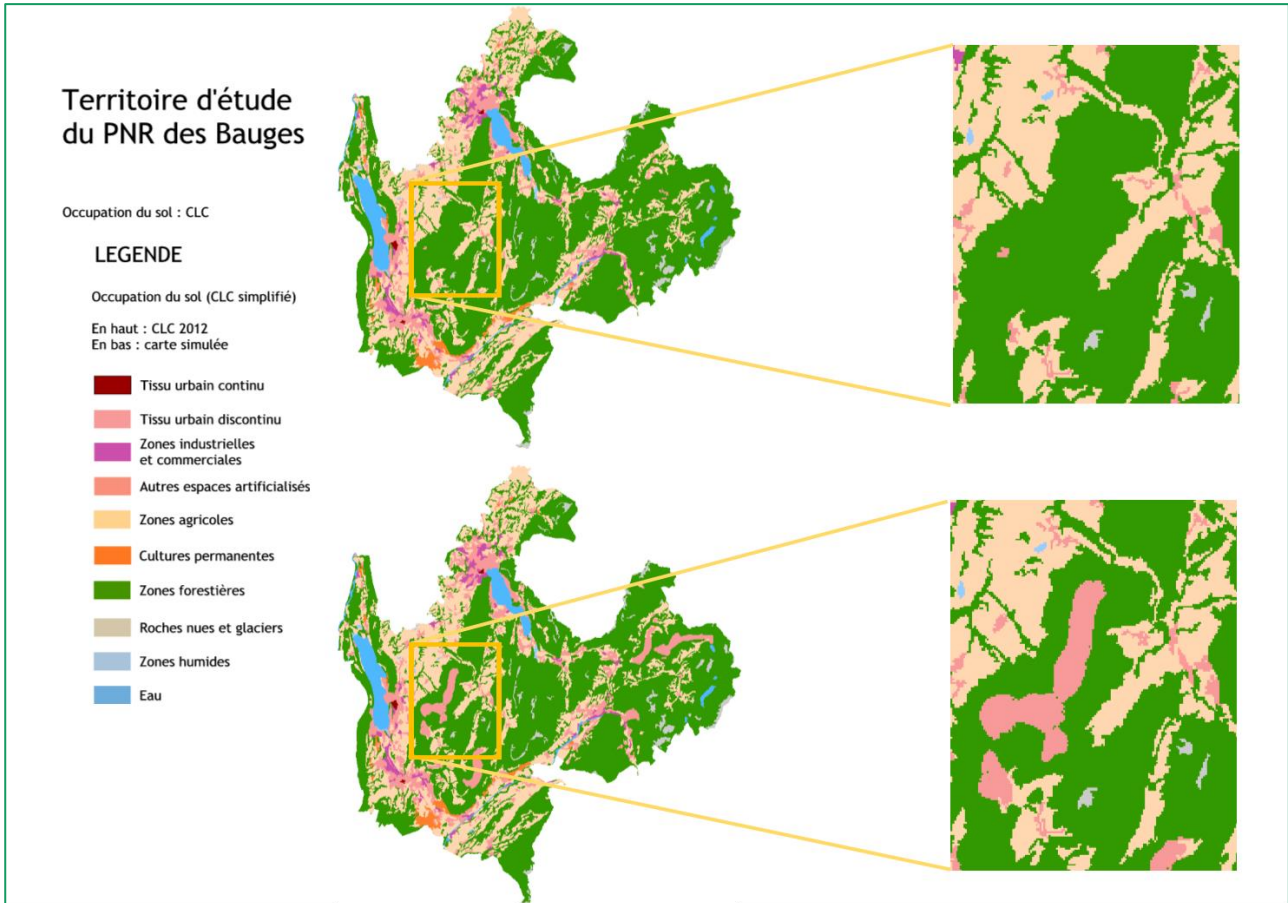 Territoire d'étude
du PNR des Bauges
Occupation du sol : CLC
LEGENDE
Occupation du sol (CLC simplifié)
En haut : CLC 2012
En bas : carte simulée
Tissu urbain continu
Tissu urbain discontinu
Zones industrielles
et commerciales
Autres espaces artificialisés
Zones agricoles
Cultures permanentes
Zones forestières
Roches nues et glaciers
Zones humides
Eau